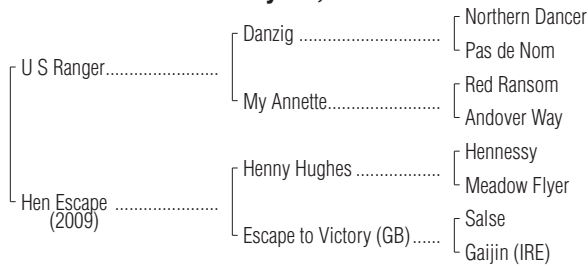 Northern Dancer
Danzig ................................
Pas de Nom
U S Ranger.........................
Red Ransom
My Annette.........................
Andover Way
Hennessy
Henny Hughes ...................
Meadow Flyer
Hen Escape .......................
(2009)
Salse
Escape to Victory (GB)......
Gaijin (IRE)